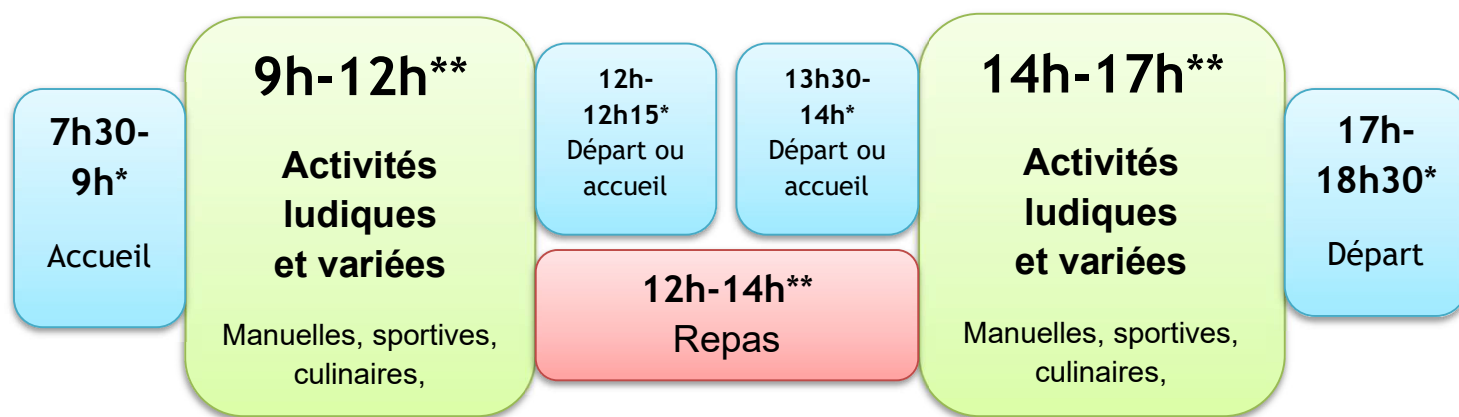 7h30-
9h*
Accueil
9h-12h**
Activités
ludiques
et variées
Manuelles, sportives,
culinaires,
12h-
12h15*
Départ ou
accueil
13h30-
14h*
Départ ou
accueil
12h-14h**
Repas
14h-17h**
Activités
ludiques
et variées
Manuelles, sportives,
culinaires,
17h-
18h30*
Départ